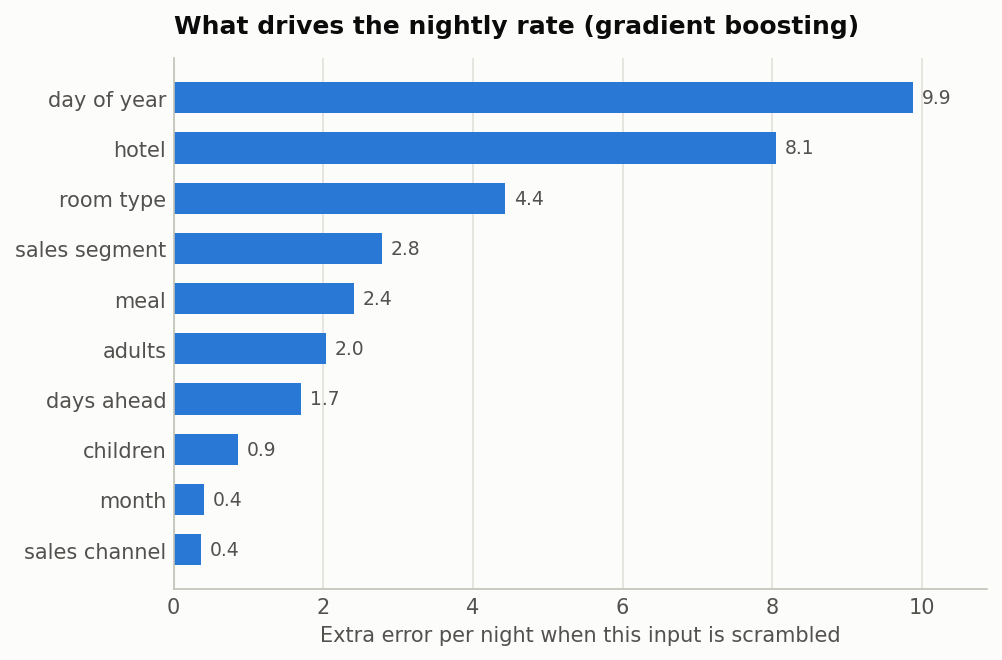 What drives the nightly rate (gradient boosting)
day of year 9.9
hotel 8.1
room type 4.4
sales segment 2.8
meal 2.4
adults 2.0
days ahead 1.7
children 0.9
month 0.4
sales channel 0.4
0 2 4 6 8 10
Extra error per night when this input is scrambled